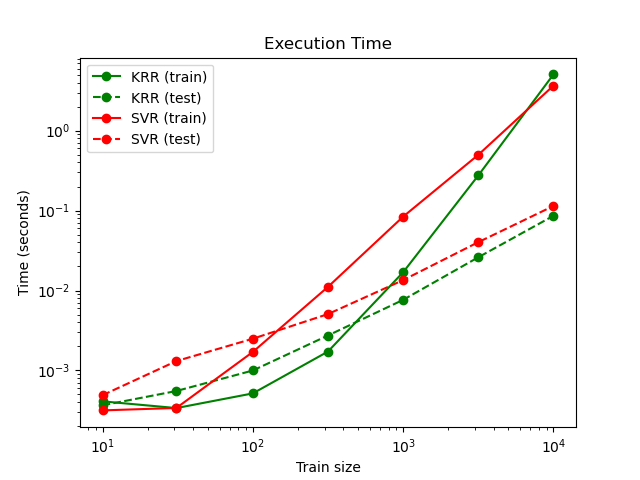 Execution Time
KRR (train)
KRR (test)
SVR (train)
SVR (test)
Time (seconds)
10⁰
10⁻¹
10⁻²
10⁻³
10¹
10²
10³
10⁴
Train size